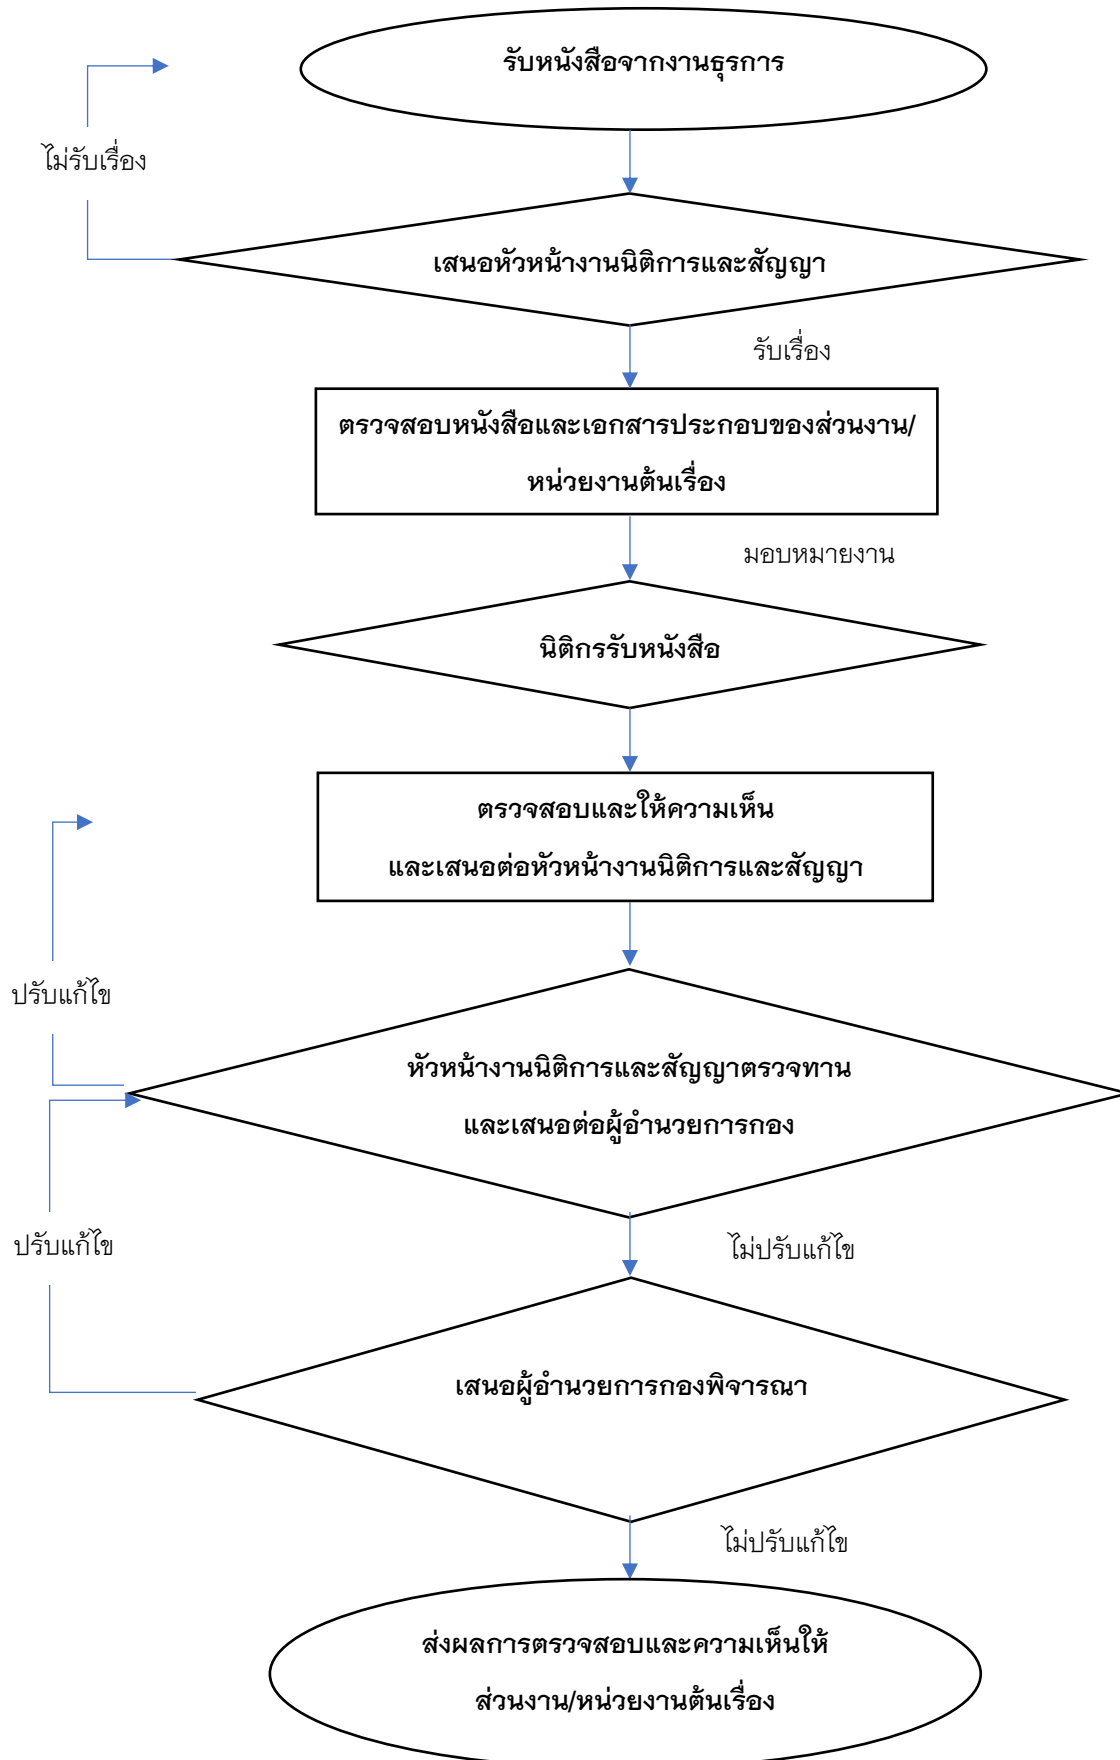 รับหนังสือจากงานธุรการ
ไม่รับเรื่อง
เสนอหัวหน้างานนิติการและสัญญา
รับเรื่อง
ตรวจสอบหนังสือและเอกสารประกอบของส่วนงาน/
หน่วยงานต้นเรื่อง
มอบหมายงาน
นิติกรรับหนังสือ
ตรวจสอบและให้ความเห็น
และเสนอต่อหัวหน้างานนิติการและสัญญา
ปรับแก้ไข
หัวหน้างานนิติการและสัญญาตรวจทาน
และเสนอต่อผู้อำนวยการกอง
ปรับแก้ไข
ไม่ปรับแก้ไข
เสนอผู้อำนวยการกองพิจารณา
ไม่ปรับแก้ไข
ส่งผลการตรวจสอบและความเห็นให้
ส่วนงาน/หน่วยงานต้นเรื่อง